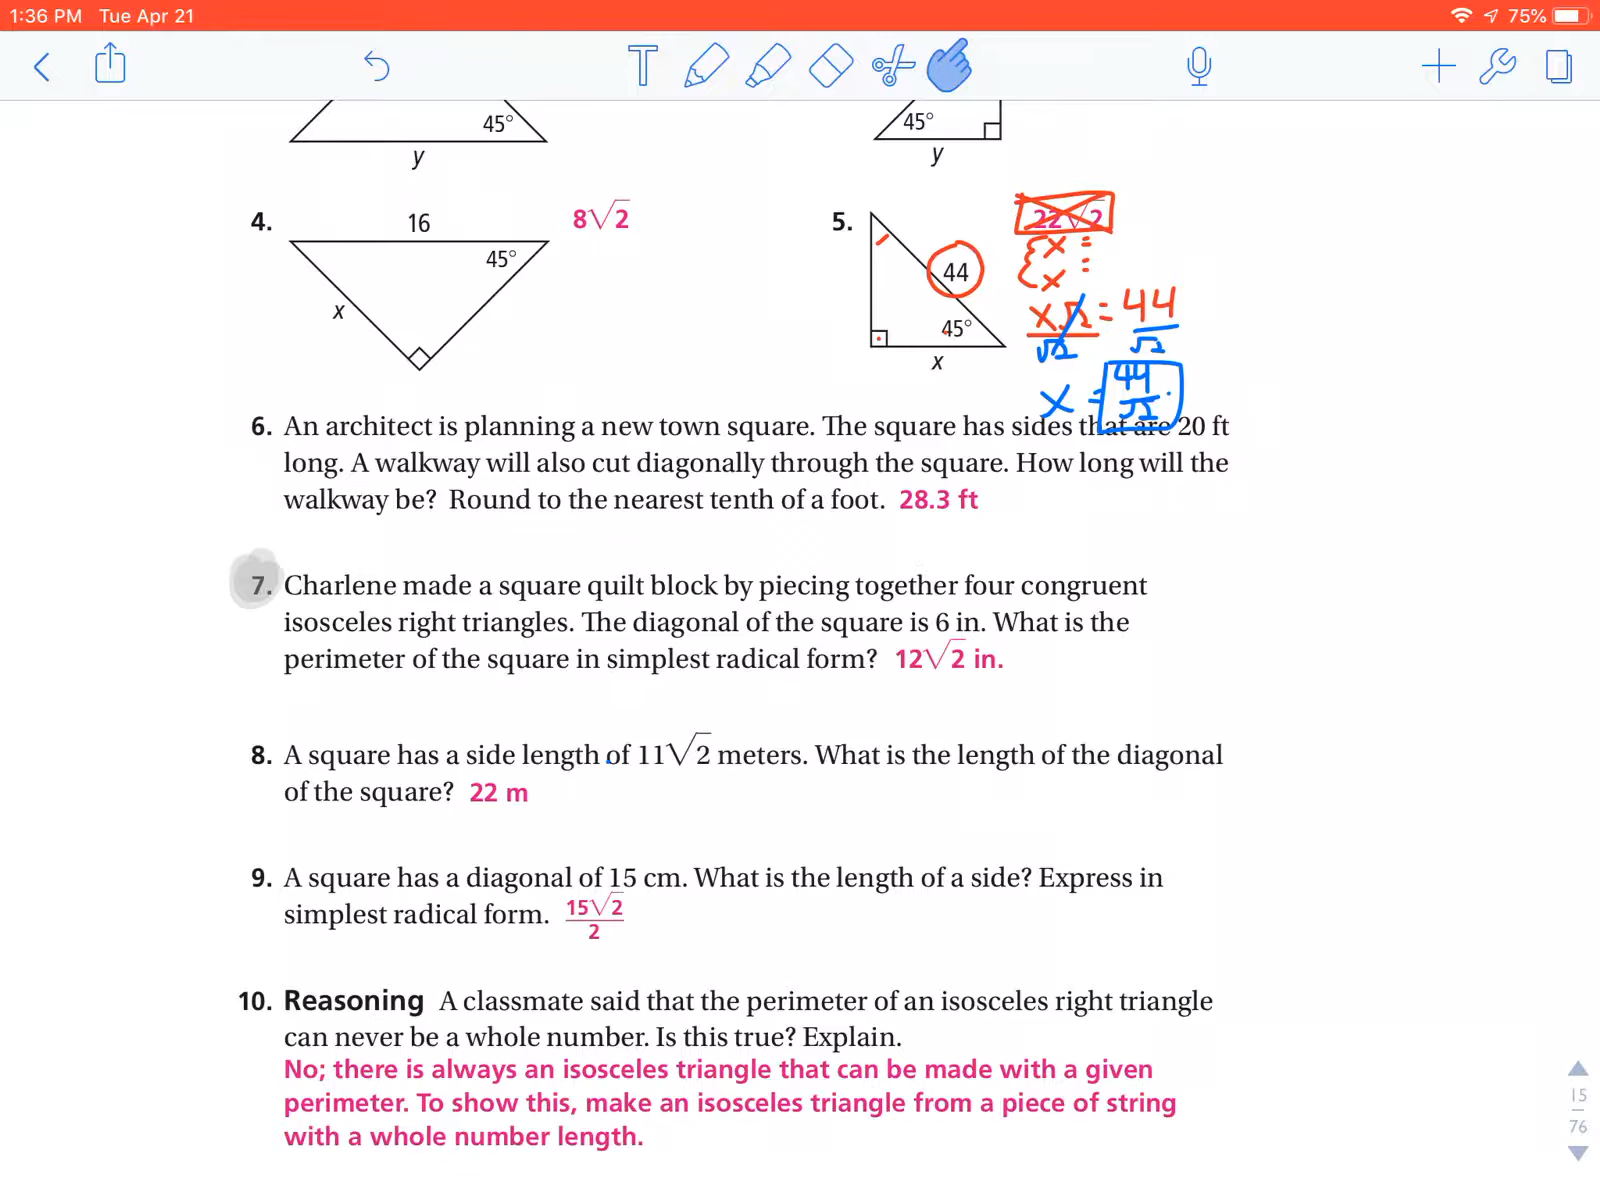 1:36 PM Tue Apr 21
75%
45°
y
45°
y
4.
16
8√2
45°
x
5.
22√2
x =
x =
44
x√2 = 44
√2 √2
45°
x
x = 44/√2
6. An architect is planning a new town square. The square has sides that are 20 ft
long. A walkway will also cut diagonally through the square. How long will the
walkway be? Round to the nearest tenth of a foot. 28.3 ft
7. Charlene made a square quilt block by piecing together four congruent
isosceles right triangles. The diagonal of the square is 6 in. What is the
perimeter of the square in simplest radical form? 12√2 in.
8. A square has a side length of 11√2 meters. What is the length of the diagonal
of the square? 22 m
9. A square has a diagonal of 15 cm. What is the length of a side? Express in
simplest radical form. 15√2/2
10. Reasoning A classmate said that the perimeter of an isosceles right triangle
can never be a whole number. Is this true? Explain.
No; there is always an isosceles triangle that can be made with a given
perimeter. To show this, make an isosceles triangle from a piece of string
with a whole number length.
15
76